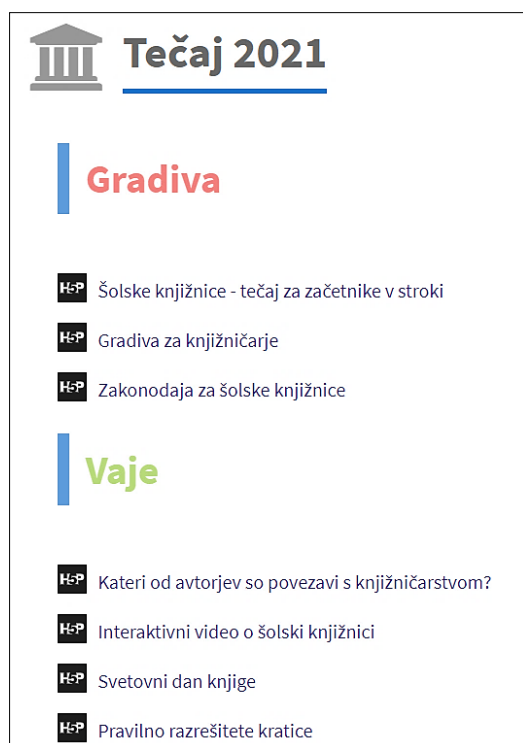 Tečaj 2021
Gradiva
H5P Šolske knjižnice - tečaj za začetnike v stroki
H5P Gradiva za knjižničarje
H5P Zakonodaja za šolske knjižnice
Vaje
H5P Kateri od avtorjev so povezavi s knjižničarstvom?
H5P Interaktivni video o šolski knjižnici
H5P Svetovni dan knjige
H5P Pravilno razrešitete kratice